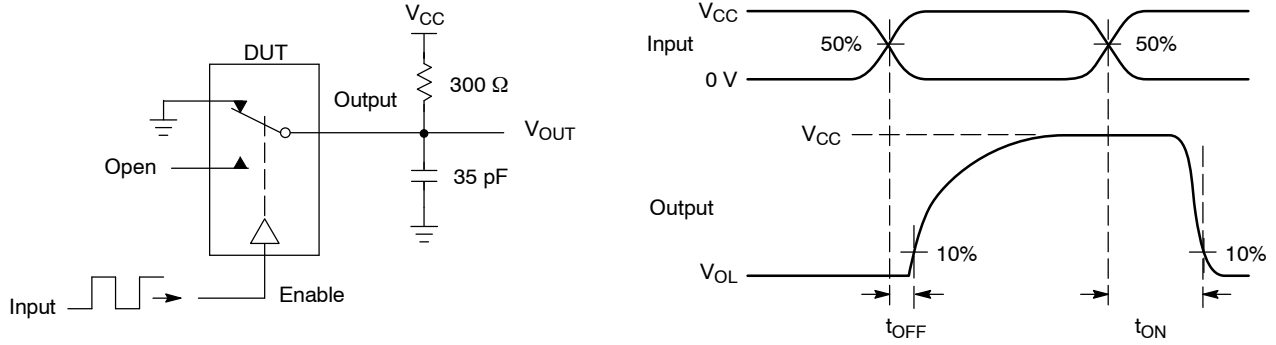 V_CC
DUT
300 Ω
Output
V_OUT
Open
35 pF
Input
Enable
V_CC
Input
50%
50%
0 V
V_CC
Output
10%
10%
V_OL
t_OFF
t_ON